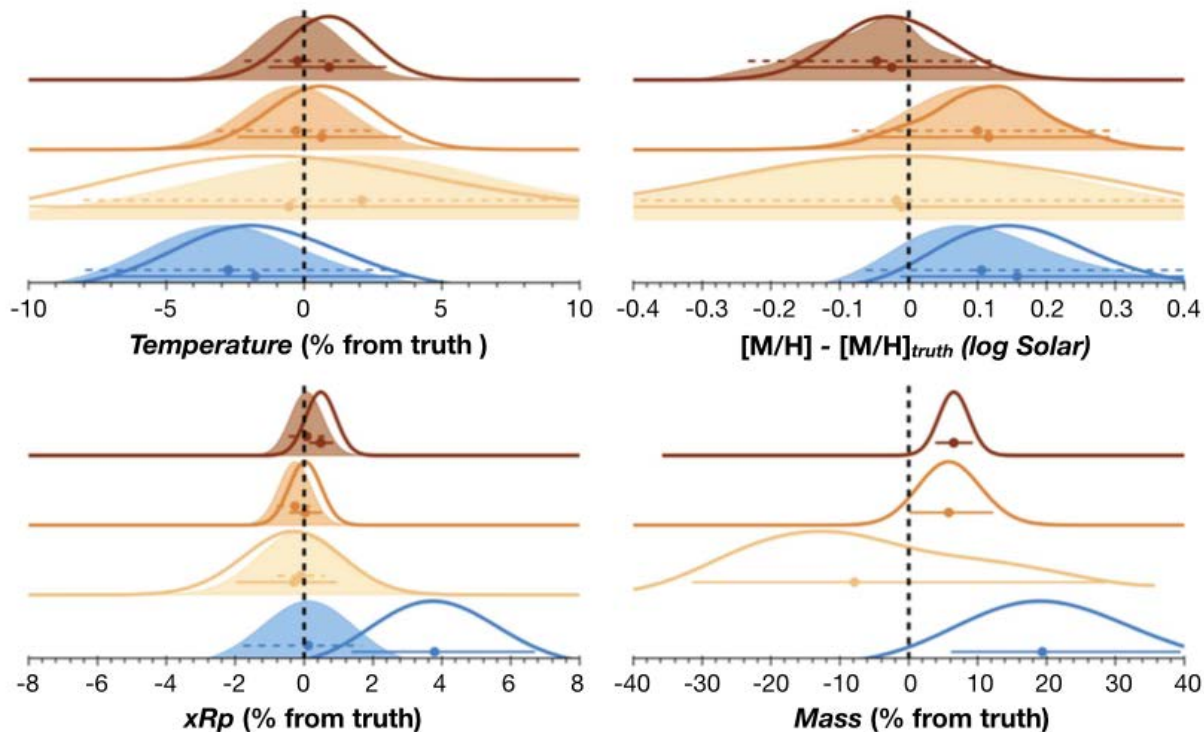 -10 -5 0 5 10
Temperature (% from truth )
-0.4 -0.3 -0.2 -0.1 0 0.1 0.2 0.3 0.4
[M/H] - [M/H]truth (log Solar)
-8 -6 -4 -2 0 2 4 6 8
xRp (% from truth)
-40 -30 -20 -10 0 10 20 30 40
Mass (% from truth)